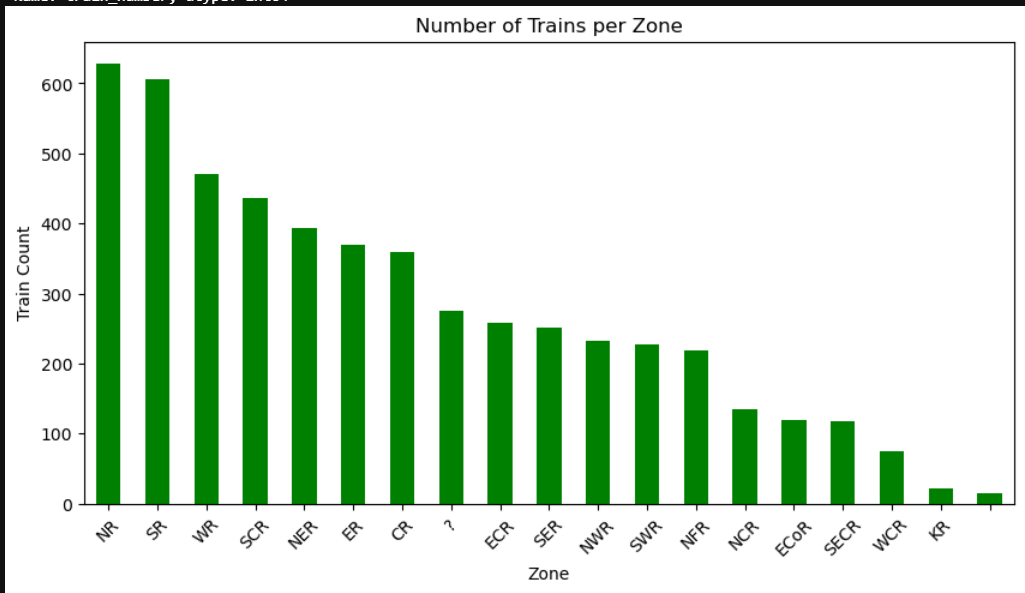 Number of Trains per Zone
600
500
400
300
200
100
0
Train Count
NR SR WR SCR NER ER CR ? ECR SER NWR SWR NFR NCR ECoR SECR WCR KR
Zone